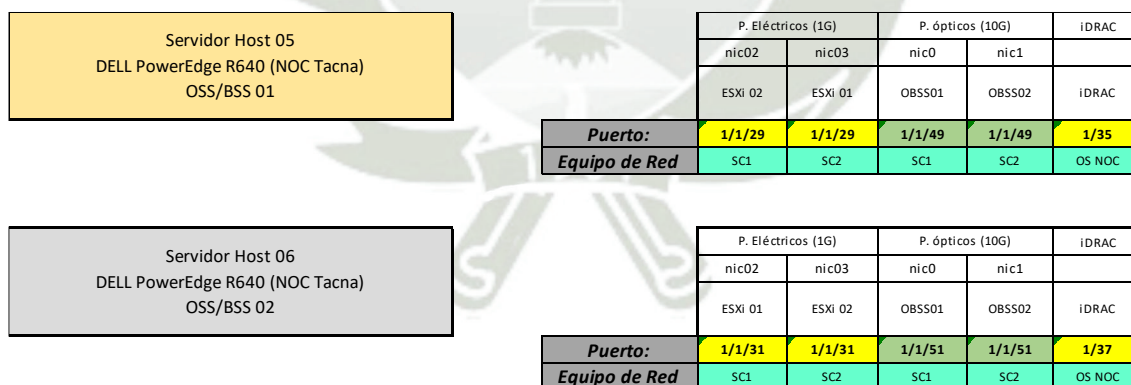 Servidor Host 05
DELL PowerEdge R640 (NOC Tacna)
OSS/BSS 01
P. Eléctricos (1G) P. ópticos (10G) iDRAC
nic02 nic03 nic0 nic1
ESXi 02 ESXi 01 OBSS01 OBSS02 iDRAC
Puerto: 1/1/29 1/1/29 1/1/49 1/1/49 1/35
Equipo de Red SC1 SC2 SC1 SC2 OS NOC
Servidor Host 06
DELL PowerEdge R640 (NOC Tacna)
OSS/BSS 02
P. Eléctricos (1G) P. ópticos (10G) iDRAC
nic02 nic03 nic0 nic1
ESXi 01 ESXi 02 OBSS01 OBSS02 iDRAC
Puerto: 1/1/31 1/1/31 1/1/51 1/1/51 1/37
Equipo de Red SC1 SC2 SC1 SC2 OS NOC